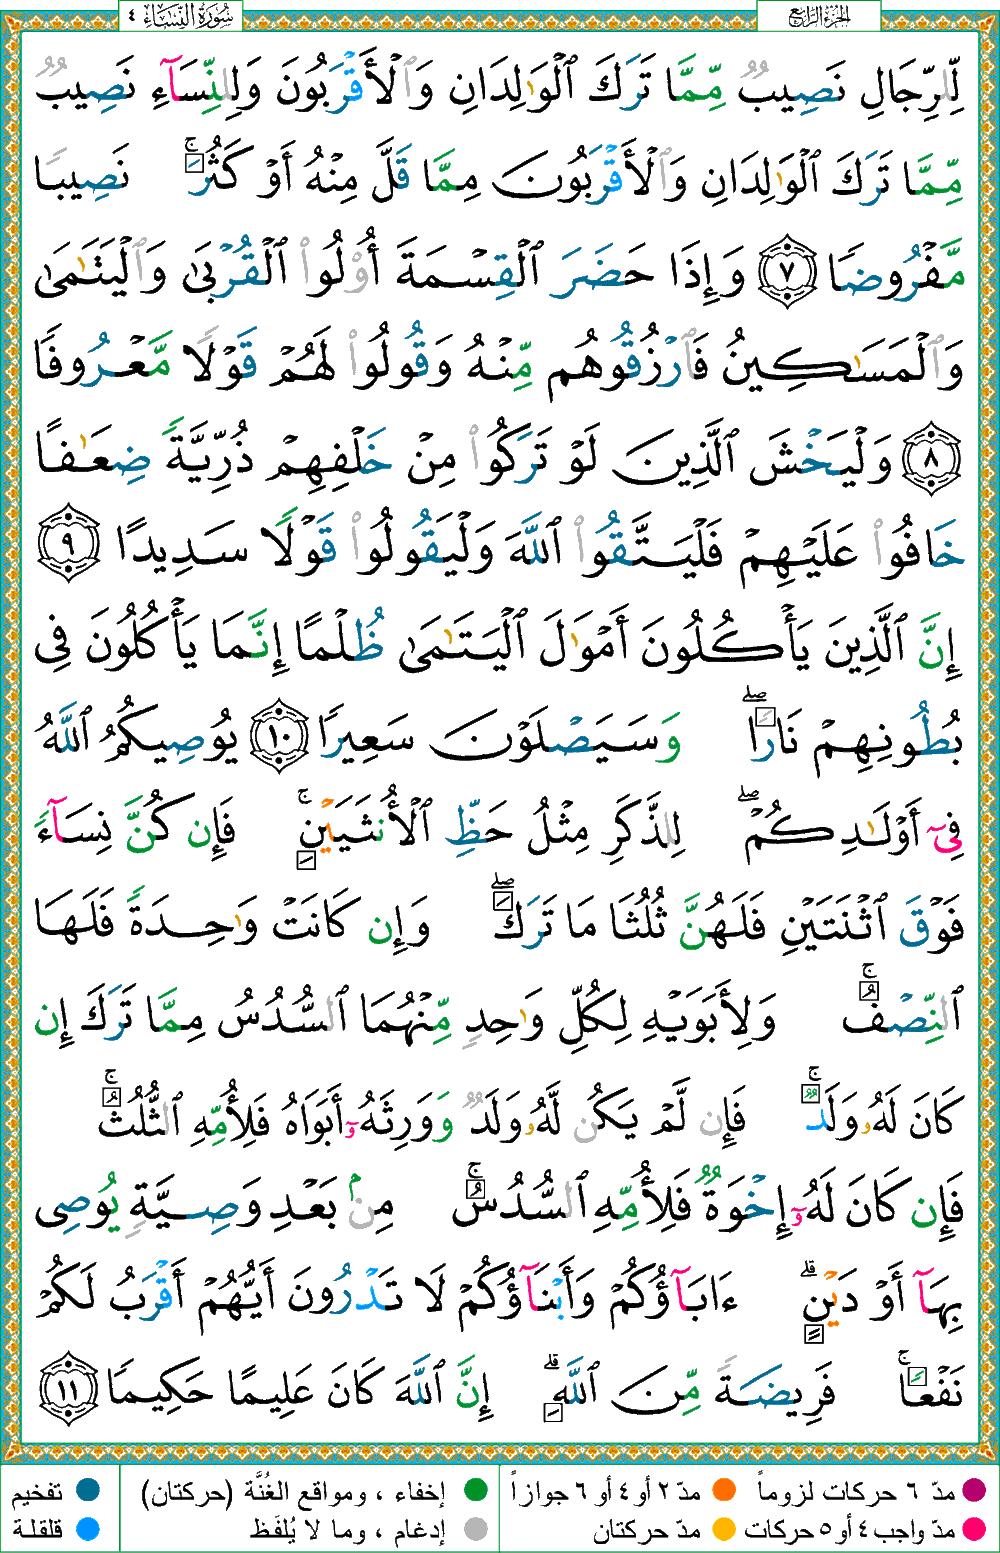 سُورَةُ النِّسَاءِ ٤
الجُزْءُ الرَّابِعُ
لِّلرِّجَالِ نَصِيبٌ مِّمَّا تَرَكَ ٱلْوَٰلِدَانِ وَٱلْأَقْرَبُونَ وَلِلنِّسَآءِ نَصِيبٌ
مِّمَّا تَرَكَ ٱلْوَٰلِدَانِ وَٱلْأَقْرَبُونَ مِمَّا قَلَّ مِنْهُ أَوْ كَثُرَ ۚ نَصِيبًا
مَّفْرُوضًا ٧ وَإِذَا حَضَرَ ٱلْقِسْمَةَ أُو۟لُوا۟ ٱلْقُرْبَىٰ وَٱلْيَتَـٰمَىٰ
وَٱلْمَسَـٰكِينُ فَٱرْزُقُوهُم مِّنْهُ وَقُولُوا۟ لَهُمْ قَوْلًا مَّعْرُوفًا
٨ وَلْيَخْشَ ٱلَّذِينَ لَوْ تَرَكُوا۟ مِنْ خَلْفِهِمْ ذُرِّيَّةً ضِعَـٰفًا
خَافُوا۟ عَلَيْهِمْ فَلْيَتَّقُوا۟ ٱللَّهَ وَلْيَقُولُوا۟ قَوْلًا سَدِيدًا ٩
إِنَّ ٱلَّذِينَ يَأْكُلُونَ أَمْوَٰلَ ٱلْيَتَـٰمَىٰ ظُلْمًا إِنَّمَا يَأْكُلُونَ فِى
بُطُونِهِمْ نَارًا ۖ وَسَيَصْلَوْنَ سَعِيرًا ١٠ يُوصِيكُمُ ٱللَّهُ
فِىٓ أَوْلَـٰدِكُمْ ۖ لِلذَّكَرِ مِثْلُ حَظِّ ٱلْأُنثَيَيْنِ ۚ فَإِن كُنَّ نِسَآءً
فَوْقَ ٱثْنَتَيْنِ فَلَهُنَّ ثُلُثَا مَا تَرَكَ ۖ وَإِن كَانَتْ وَٰحِدَةً فَلَهَا
ٱلنِّصْفُ ۚ وَلِأَبَوَيْهِ لِكُلِّ وَٰحِدٍ مِّنْهُمَا ٱلسُّدُسُ مِمَّا تَرَكَ إِن
كَانَ لَهُۥ وَلَدٌ ۚ فَإِن لَّمْ يَكُن لَّهُۥ وَلَدٌ وَوَرِثَهُۥٓ أَبَوَاهُ فَلِأُمِّهِ ٱلثُّلُثُ ۚ
فَإِن كَانَ لَهُۥٓ إِخْوَةٌ فَلِأُمِّهِ ٱلسُّدُسُ ۚ مِنۢ بَعْدِ وَصِيَّةٍ يُوصِى
بِهَآ أَوْ دَيْنٍ ۗ ءَابَآؤُكُمْ وَأَبْنَآؤُكُمْ لَا تَدْرُونَ أَيُّهُمْ أَقْرَبُ لَكُمْ
نَفْعًا ۚ فَرِيضَةً مِّنَ ٱللَّهِ ۗ إِنَّ ٱللَّهَ كَانَ عَلِيمًا حَكِيمًا ١١
مدّ ٦ حركات لزوماً
مدّ ٢ أو ٤ أو ٦ جوازاً
إخفاء ، ومواقع الغُنَّة (حركتان)
تفخيم
مدّ واجب ٤ أو ٥ حركات
مدّ حركتان
إدغام ، وما لا يُلفَظ
قلقلة